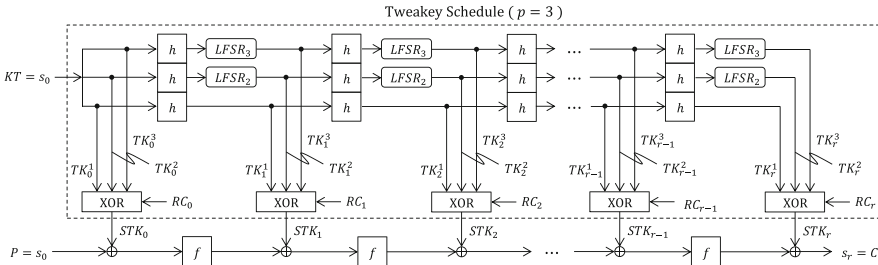 Tweakey Schedule ( p = 3 )
h LFSR₃ h LFSR₃ h ... h LFSR₃
KT = s₀ h LFSR₂ h LFSR₂ h ... h LFSR₂
h h h ... h
TK₀³ TK₁³ TK₂³ TKᵣ₋₁³ TKᵣ³
TK₀¹ TK₀² TK₁¹ TK₁² TK₂¹ TK₂² TKᵣ₋₁¹ TKᵣ₋₁² TKᵣ¹ TKᵣ²
XOR RC₀ XOR RC₁ XOR RC₂ XOR RCᵣ₋₁ XOR RCᵣ
STK₀ STK₁ STK₂ STKᵣ₋₁ STKᵣ
P = s₀ f f ... f sᵣ = C